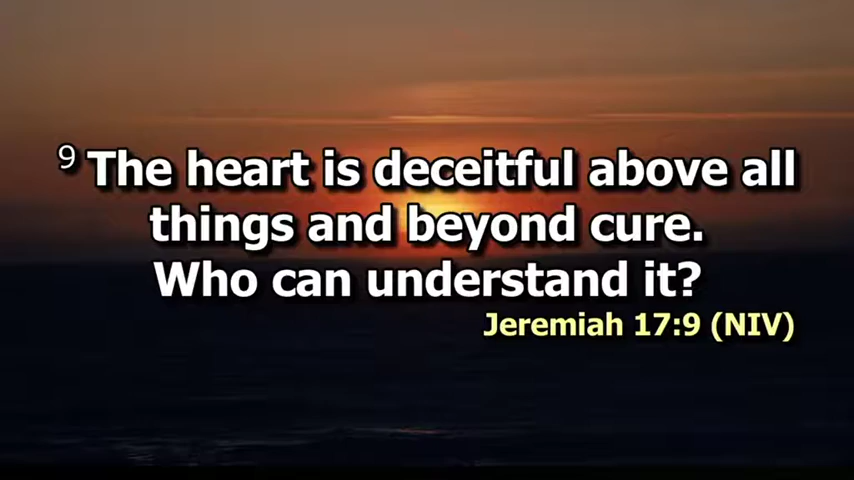 9 The heart is deceitful above all
things and beyond cure.
Who can understand it?
Jeremiah 17:9 (NIV)